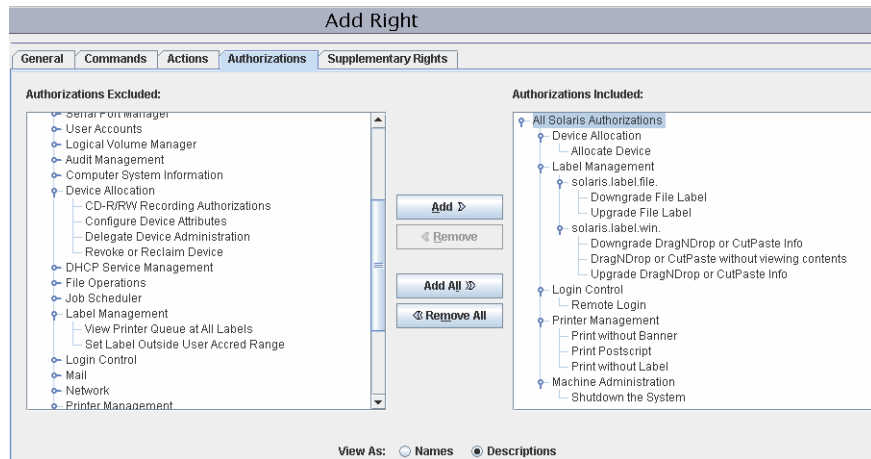 Add Right
General
Commands
Actions
Authorizations
Supplementary Rights
Authorizations Excluded:
Serial Port Manager
User Accounts
Logical Volume Manager
Audit Management
Computer System Information
Device Allocation
CD-R/RW Recording Authorizations
Configure Device Attributes
Delegate Device Administration
Revoke or Reclaim Device
DHCP Service Management
File Operations
Job Scheduler
Label Management
View Printer Queue at All Labels
Set Label Outside User Accred Range
Login Control
Mail
Network
Printer Management
Add
Remove
Add All
Remove All
Authorizations Included:
All Solaris Authorizations
Device Allocation
Allocate Device
Label Management
solaris.label.file.
Downgrade File Label
Upgrade File Label
solaris.label.win.
Downgrade DragNDrop or CutPaste Info
DragNDrop or CutPaste without viewing contents
Upgrade DragNDrop or CutPaste Info
Login Control
Remote Login
Printer Management
Print without Banner
Print Postscript
Print without Label
Machine Administration
Shutdown the System
View As: Names Descriptions